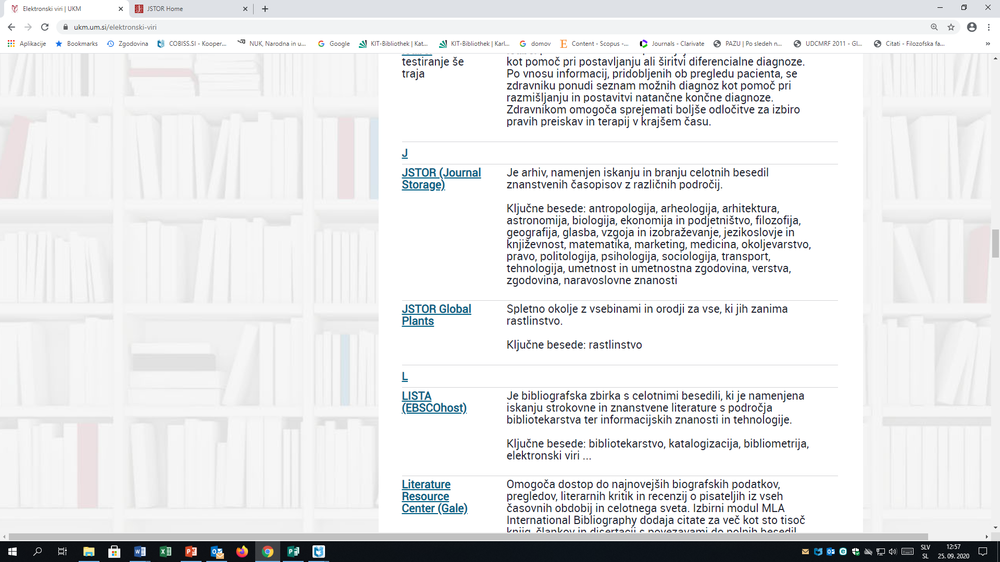 Elektronski viri | UKM
JSTOR Home
ukm.um.si/elektronski-viri
Aplikacije
Bookmarks
Zgodovina
COBISS.SI - Kooper...
NUK, Narodna in u...
Google
KIT-Bibliothek | Kat...
KIT-Bibliothek | Karl...
domov
Content - Scopus -...
Journals - Clarivate
PAZU | Po sledeh n...
UDCMRF 2011 - Gl...
Citati - Filozofska fa...
»
testiranje še
traja
kot pomoč pri postavljanju ali širitvi diferencialne diagnoze.
Po vnosu informacij, pridobljenih ob pregledu pacienta, se
zdravniku ponudi seznam možnih diagnoz kot pomoč pri
razmišljanju in postavitvi natančne končne diagnoze.
Zdravnikom omogoča sprejemati boljše odločitve za izbiro
pravih preiskav in terapij v krajšem času.
J
JSTOR (Journal
Storage)
Je arhiv, namenjen iskanju in branju celotnih besedil
znanstvenih časopisov z različnih področij.
Ključne besede: antropologija, arheologija, arhitektura,
astronomija, biologija, ekonomija in podjetništvo, filozofija,
geografija, glasba, vzgoja in izobraževanje, jezikoslovje in
književnost, matematika, marketing, medicina, okoljevarstvo,
pravo, politologija, psihologija, sociologija, transport,
tehnologija, umetnost in umetnostna zgodovina, verstva,
zgodovina, naravoslovne znanosti
JSTOR Global
Plants
Spletno okolje z vsebinami in orodji za vse, ki jih zanima
rastlinstvo.
Ključne besede: rastlinstvo
L
LISTA
(EBSCOhost)
Je bibliografska zbirka s celotnimi besedili, ki je namenjena
iskanju strokovne in znanstvene literature s področja
bibliotekarstva ter informacijskih znanosti in tehnologije.
Ključne besede: bibliotekarstvo, katalogizacija, bibliometrija,
elektronski viri ...
Literature
Resource
Center (Gale)
Omogoča dostop do najnovejših biografskih podatkov,
pregledov, literarnih kritik in recenzij o pisateljih iz vseh
časovnih obdobij in celotnega sveta. Izbirni modul MLA
International Bibliography dodaja citate za več kot sto tisoč
knjig, člankov in disertacij s povezavami do polnih besedil
SLV
SL
12:57
25. 09. 2020